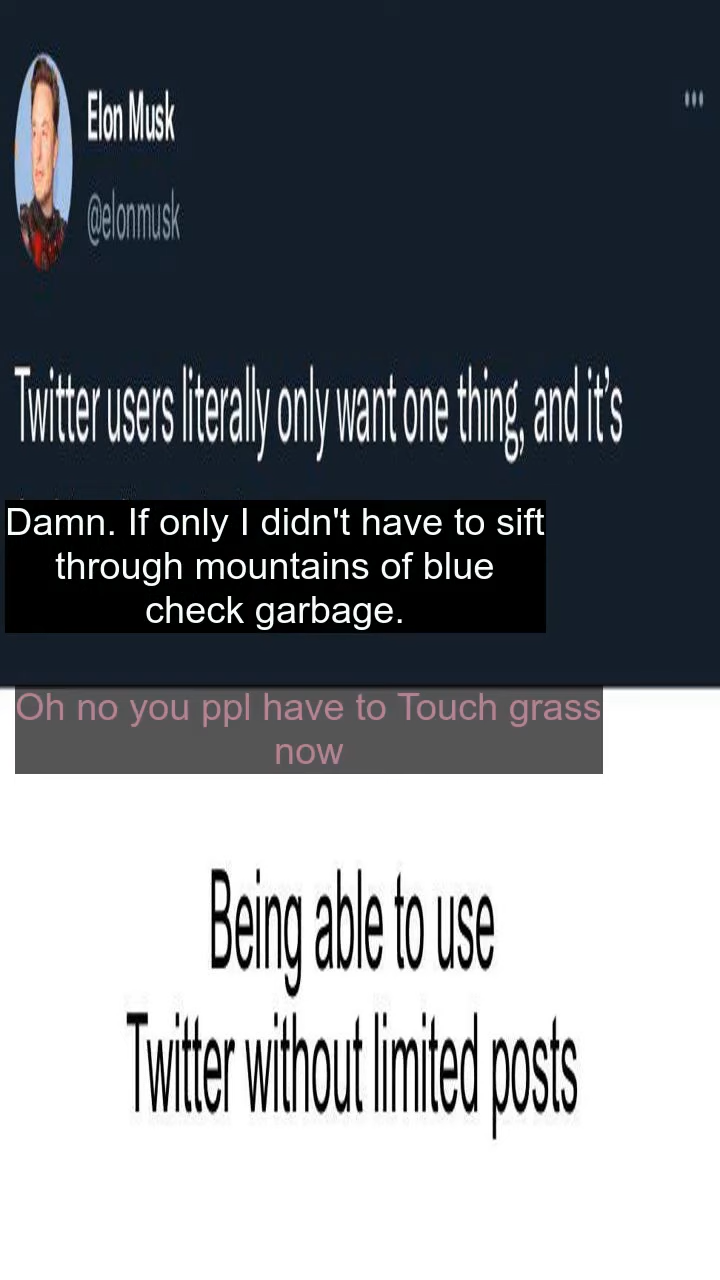 Elon Musk
@elonmusk
Twitter users literally only want one thing, and it's
Damn. If only I didn't have to sift
through mountains of blue
check garbage.
Oh no you ppl have to Touch grass
now
Being able to use
Twitter without limited posts